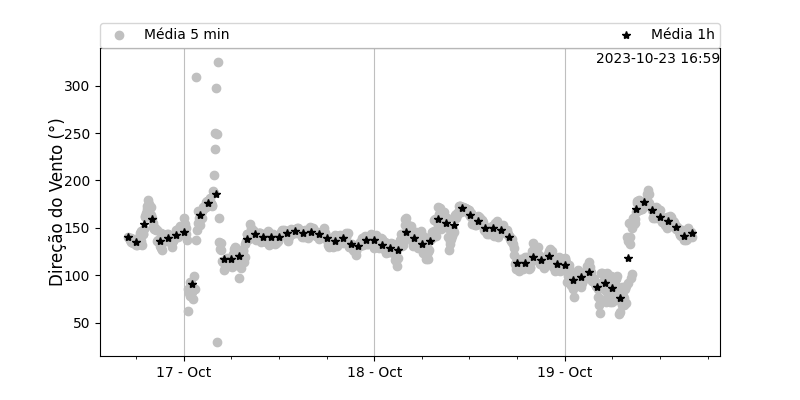 Média 5 min
Média 1h
2023-10-23 16:59
Direção do Vento (°)
300
250
200
150
100
50
17 - Oct
18 - Oct
19 - Oct